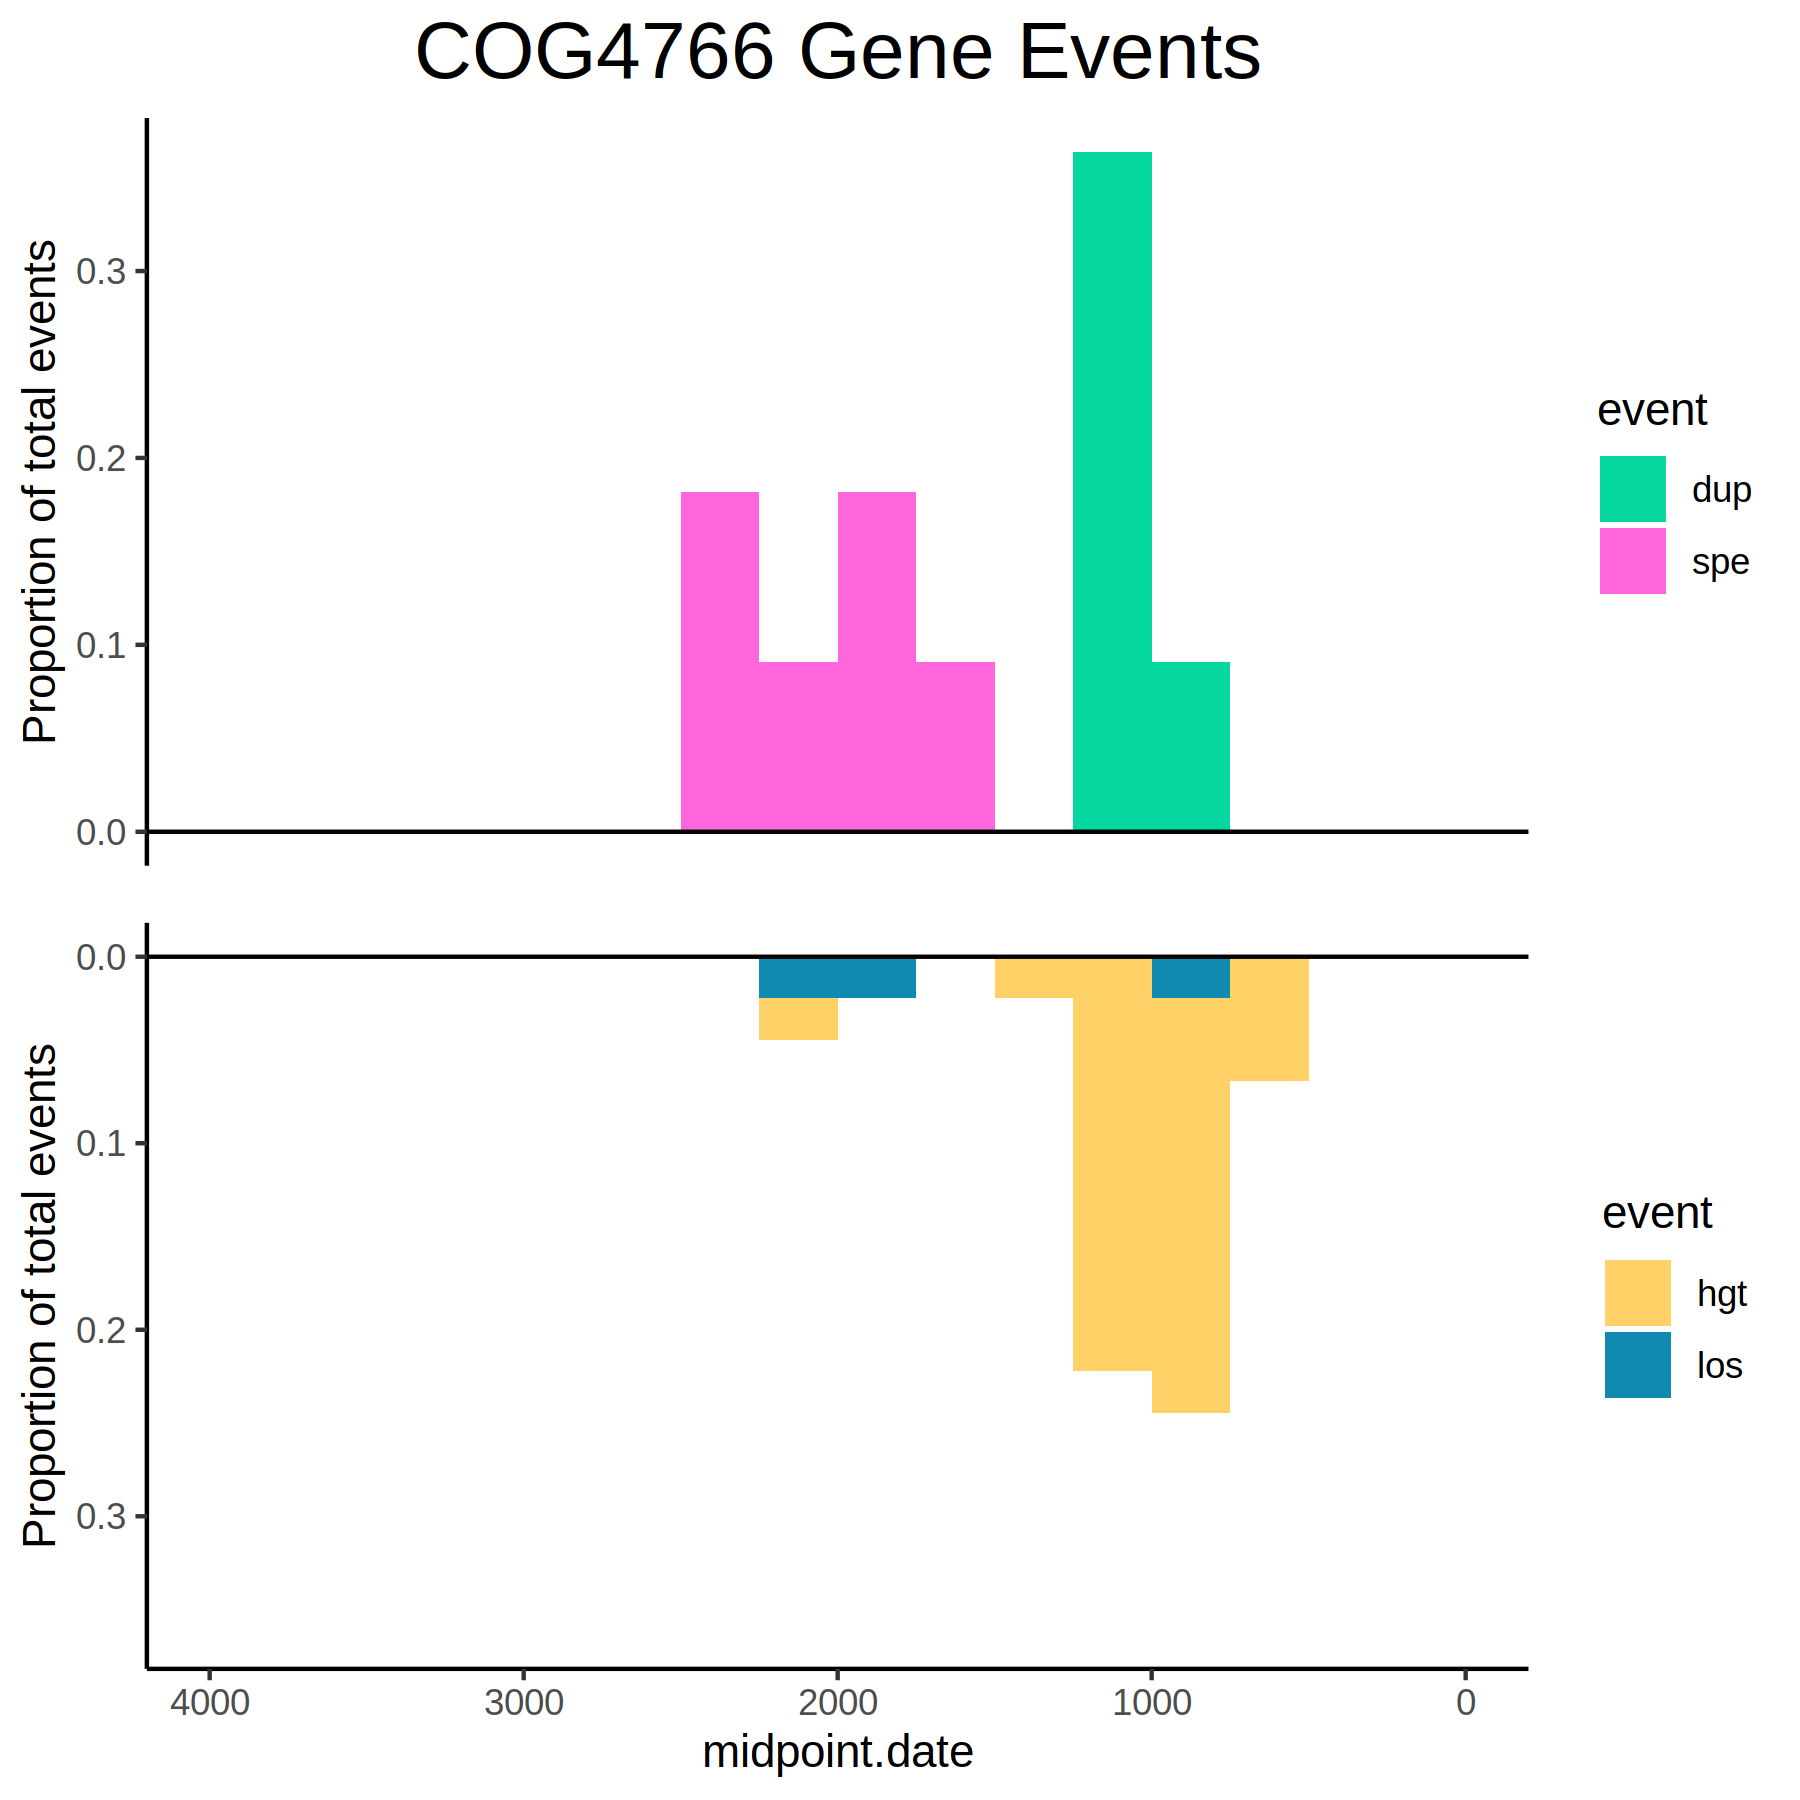 COG4766 Gene Events
Proportion of total events
0.3
0.2
0.1
0.0
event
dup
spe
Proportion of total events
0.0
0.1
0.2
0.3
event
hgt
los
4000 3000 2000 1000 0
midpoint.date